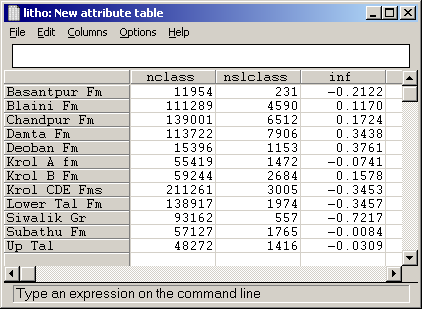 litho: New attribute table
File Edit Columns Options Help
nclass nslclass inf
Basantpur Fm 11954 231 -0.2122
Blaini Fm 111289 4590 0.1170
Chandpur Fm 139001 6512 0.1724
Damta Fm 113722 7906 0.3438
Deoban Fm 15396 1153 0.3761
Krol A fm 55419 1472 -0.0741
Krol B Fm 59244 2684 0.1578
Krol CDE Fms 211261 3005 -0.3453
Lower Tal Fm 138917 1974 -0.3457
Siwalik Gr 93162 557 -0.7217
Subathu Fm 57127 1765 -0.0084
Up Tal 48272 1416 -0.0309
Type an expression on the command line